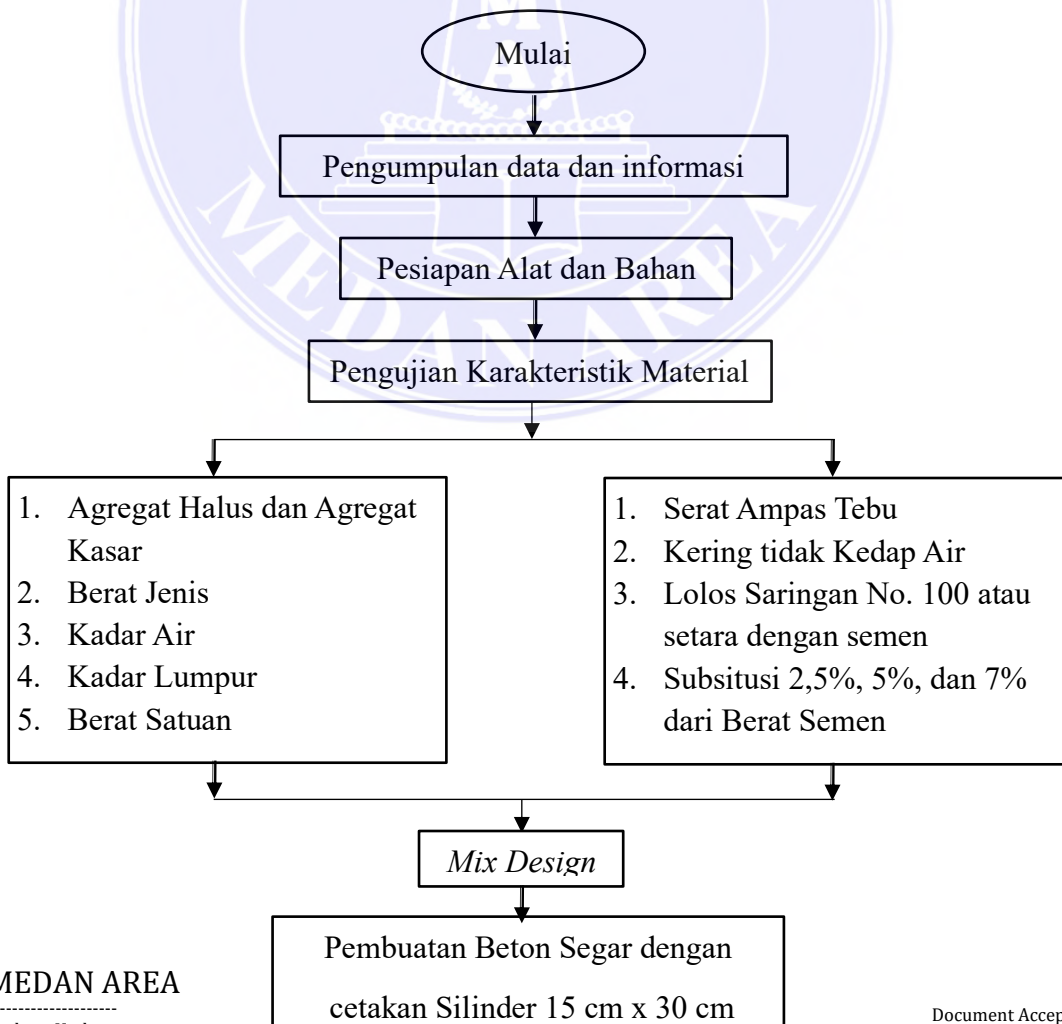 Mulai
Pengumpulan data dan informasi
Pesiapan Alat dan Bahan
MEDAN AREA
Pengujian Karakteristik Material
1. Agregat Halus dan Agregat
Kasar
2. Berat Jenis
3. Kadar Air
4. Kadar Lumpur
5. Berat Satuan
1. Serat Ampas Tebu
2. Kering tidak Kedap Air
3. Lolos Saringan No. 100 atau
setara dengan semen
4. Subsitusi 2,5%, 5%, dan 7%
dari Berat Semen
Mix Design
Pembuatan Beton Segar dengan
cetakan Silinder 15 cm x 30 cm
MEDAN AREA
--------------------
Document Accep